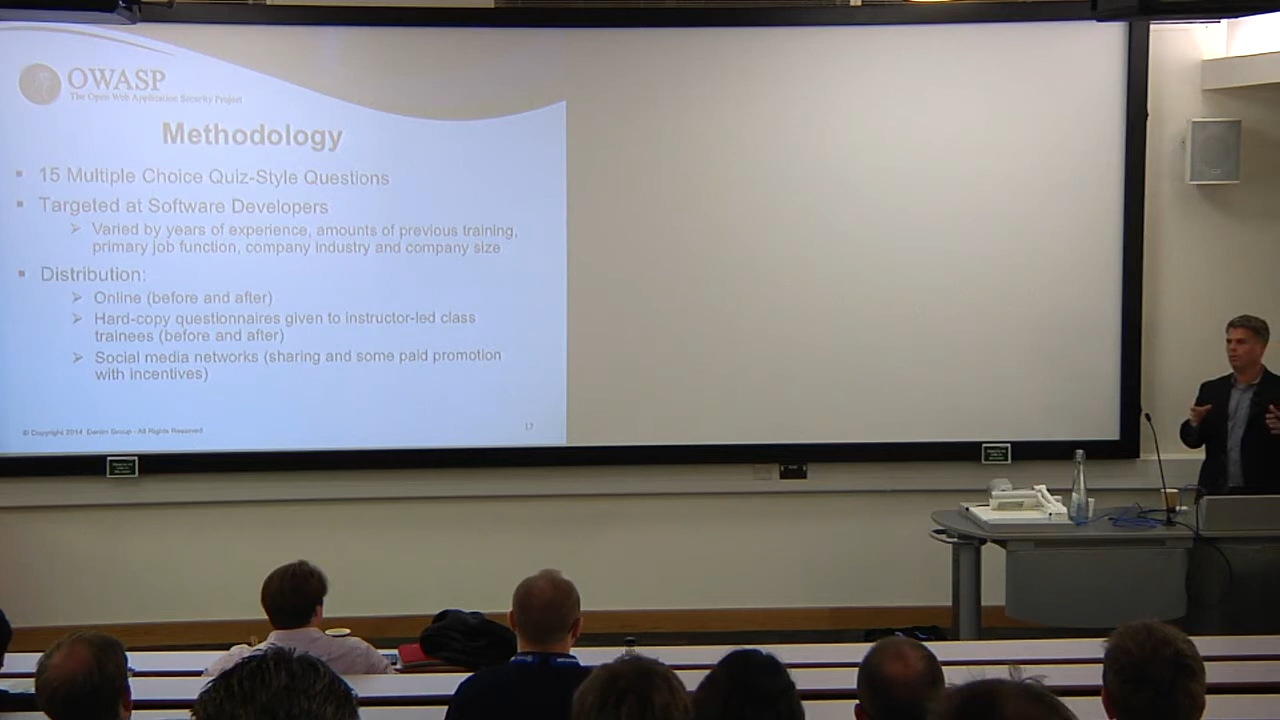 OWASP
The Open Web Application Security Project
Methodology
15 Multiple Choice Quiz-Style Questions
Targeted at Software Developers
Varied by years of experience, amounts of previous training,
primary job function, company industry and company size
Distribution:
Online (before and after)
Hard-copy questionnaires given to instructor-led class
trainees (before and after)
Social media networks (sharing and some paid promotion
with incentives)
© Copyright 2014 Denim Group - All Rights Reserved
17